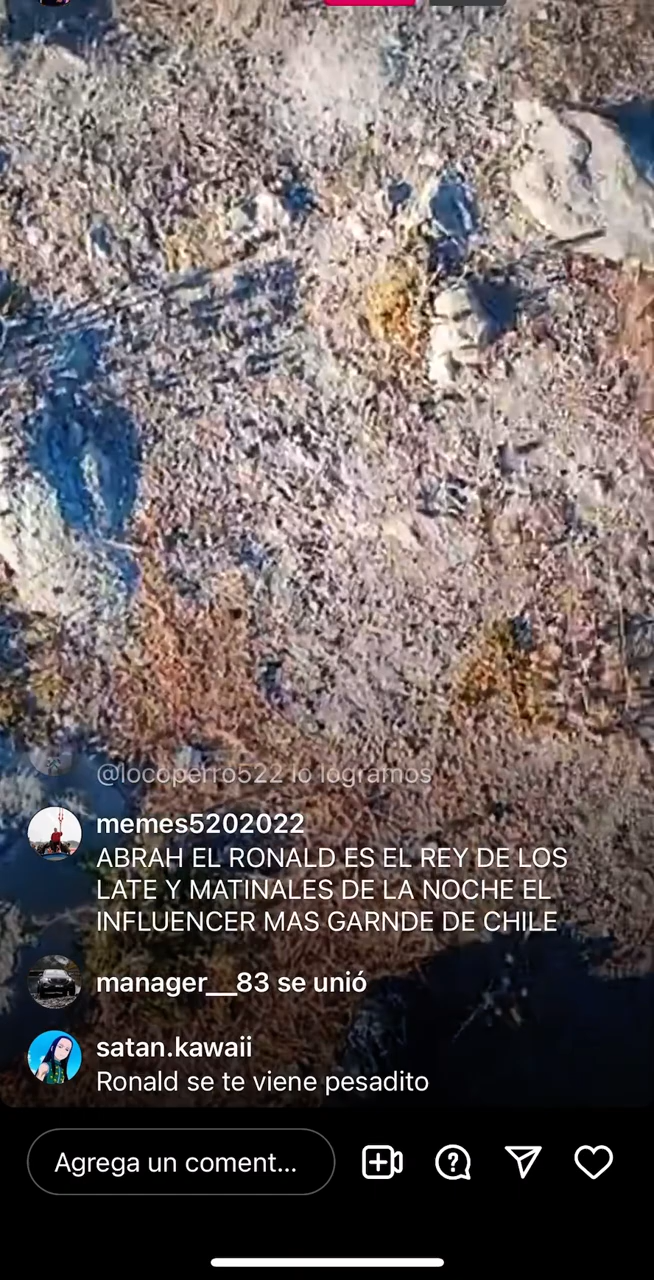 @locoperro522 lo logramos
memes5202022
ABRAH EL RONALD ES EL REY DE LOS
LATE Y MATINALES DE LA NOCHE EL
INFLUENCER MAS GARNDE DE CHILE
manager__83 se unió
satan.kawaii
Ronald se te viene pesadito
Agrega un coment...